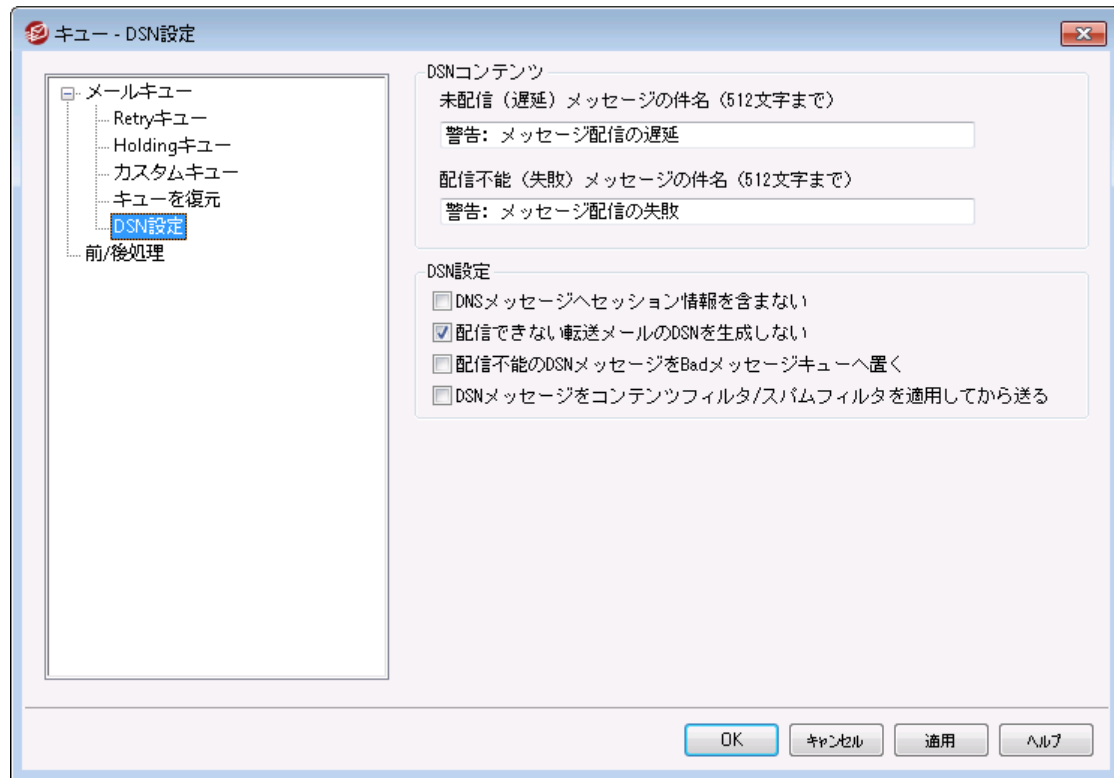 キュー - DSN設定
メールキュー
Retryキュー
Holdingキュー
カスタムキュー
キューを復元
DSN設定
前/後処理
DSNコンテンツ
未配信（遅延）メッセージの件名（512文字まで）
警告: メッセージ配信の遅延
配信不能（失敗）メッセージの件名（512文字まで）
警告: メッセージ配信の失敗
DSN設定
DNSメッセージへセッション情報を含まない
配信できない転送メールのDSNを生成しない
配信不能のDSNメッセージをBadメッセージキューへ置く
DSNメッセージをコンテンツフィルタ/スパムフィルタを適用してから送る
OK
キャンセル
適用
ヘルプ